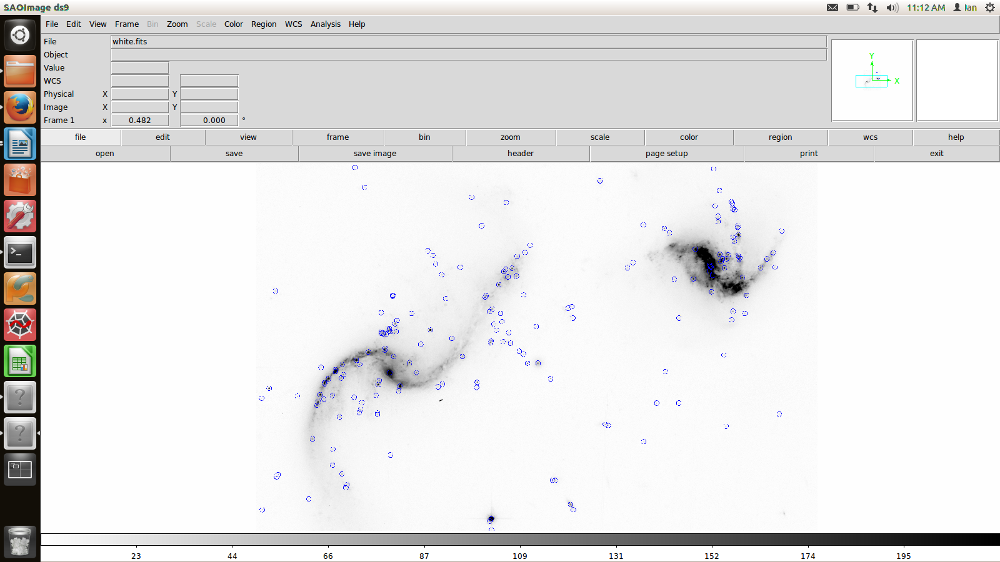 SAOImage ds9 11:12 AM Ian
File Edit View Frame Bin Zoom Scale Color Region WCS Analysis Help
File white.fits
Object
Value
WCS
Physical X Y
Image X Y
Frame 1 x 0.482 0.000 °
Y
X
file edit view frame bin zoom scale color region wcs help
open save save image header page setup print exit
23 44 66 87 109 131 152 174 195